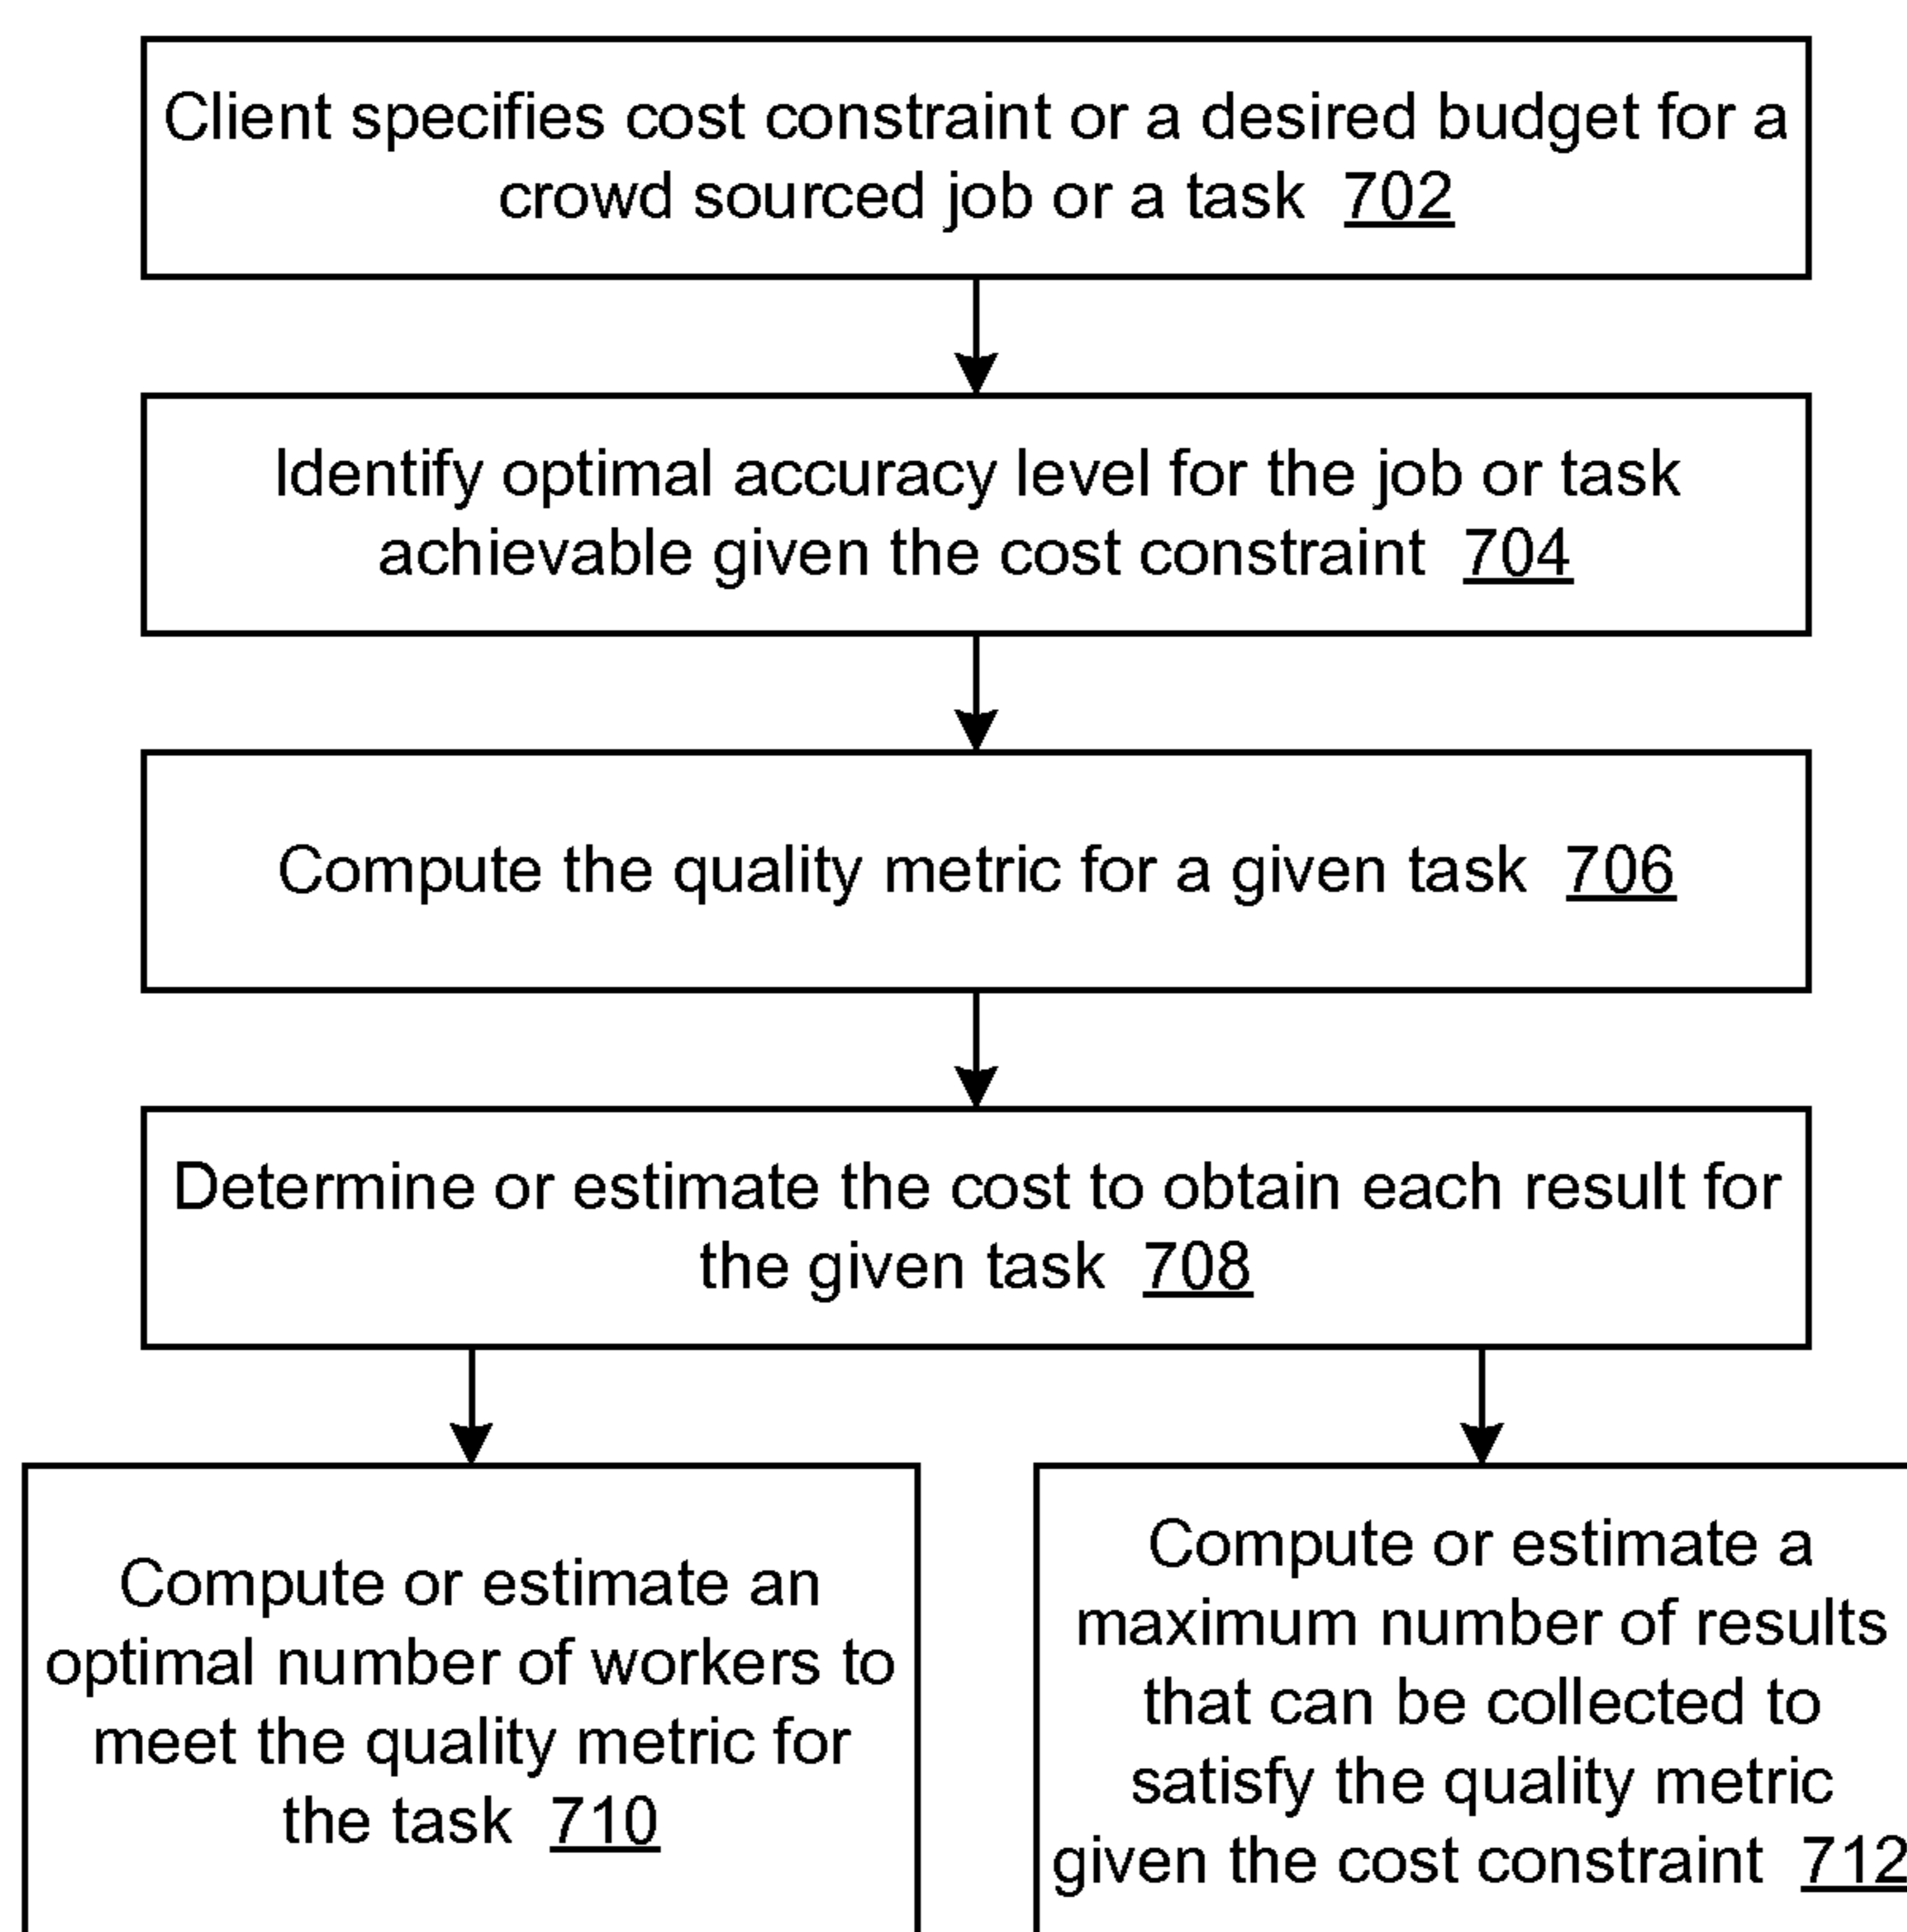 Client specifies cost constraint or a desired budget for a
crowd sourced job or a task 702
Identify optimal accuracy level for the job or task
achievable given the cost constraint 704
Compute the quality metric for a given task 706
Determine or estimate the cost to obtain each result for
the given task 708
Compute or estimate an
optimal number of workers to
meet the quality metric for
the task 710
Compute or estimate a
maximum number of results
that can be collected to
satisfy the quality metric
given the cost constraint 712